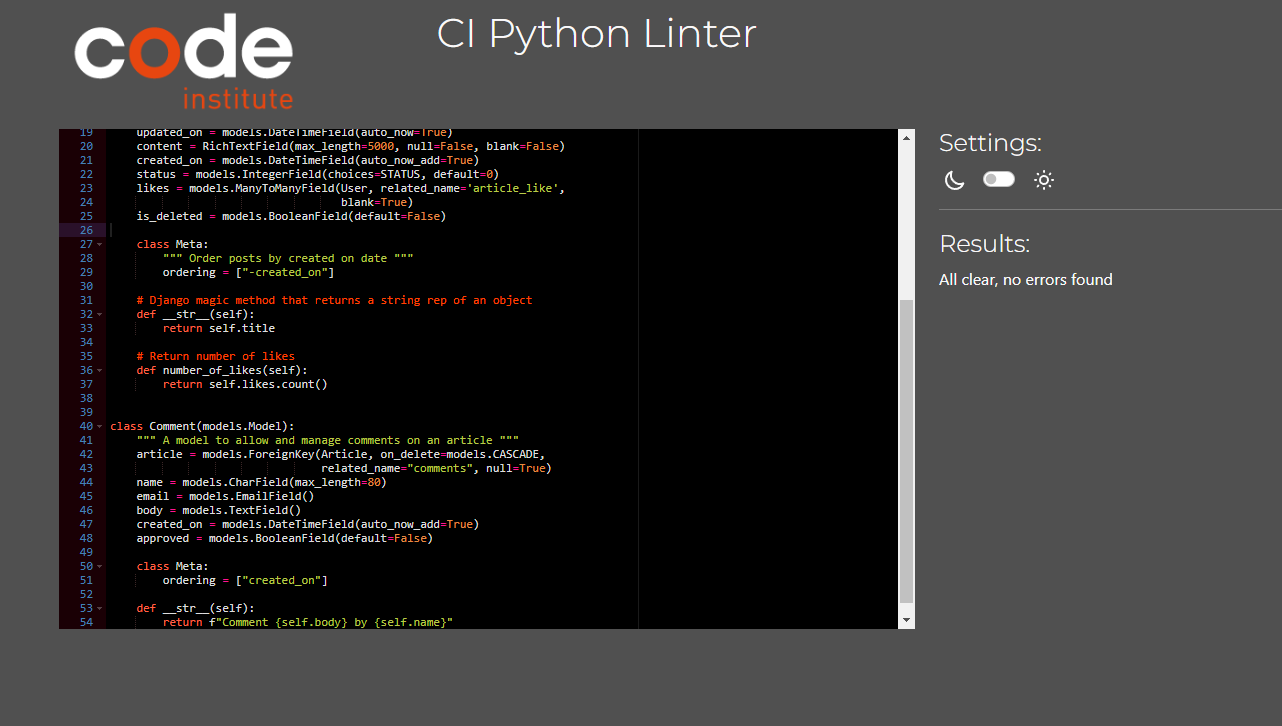 code
institute
CI Python Linter
19 updated_on = models.DateTimeField(auto_now=True)
20 content = RichTextField(max_length=5000, null=False, blank=False)
21 created_on = models.DateTimeField(auto_now_add=True)
22 status = models.IntegerField(choices=STATUS, default=0)
23 likes = models.ManyToManyField(User, related_name='article_like',
24 blank=True)
25 is_deleted = models.BooleanField(default=False)
26
27 class Meta:
28 """ Order posts by created on date """
29 ordering = ["-created_on"]
30
31 # Django magic method that returns a string rep of an object
32 def __str__(self):
33 return self.title
34
35 # Return number of likes
36 def number_of_likes(self):
37 return self.likes.count()
38
39
40 class Comment(models.Model):
41 """ A model to allow and manage comments on an article """
42 article = models.ForeignKey(Article, on_delete=models.CASCADE,
43 related_name="comments", null=True)
44 name = models.CharField(max_length=80)
45 email = models.EmailField()
46 body = models.TextField()
47 created_on = models.DateTimeField(auto_now_add=True)
48 approved = models.BooleanField(default=False)
49
50 class Meta:
51 ordering = ["created_on"]
52
53 def __str__(self):
54 return f"Comment {self.body} by {self.name}"
Settings:
Results:
All clear, no errors found